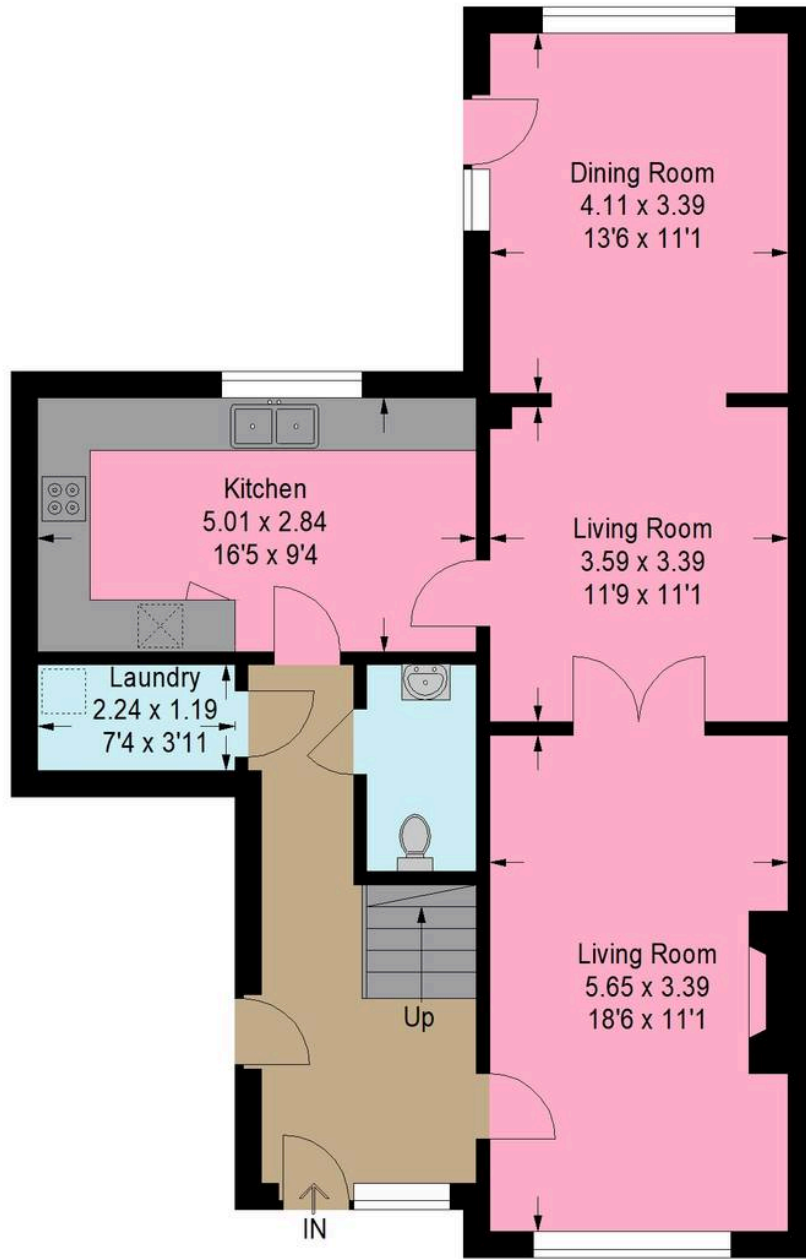 Dining Room
4.11 x 3.39
13'6 x 11'1
Kitchen
5.01 x 2.84
16'5 x 9'4
Living Room
3.59 x 3.39
11'9 x 11'1
Laundry
2.24 x 1.19
7'4 x 3'11
Living Room
5.65 x 3.39
18'6 x 11'1
Up
IN